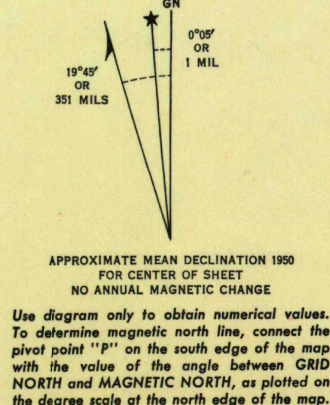 GN
0°05′
OR
1 MIL
19°45′
OR
351 MILS
APPROXIMATE MEAN DECLINATION 1950
FOR CENTER OF SHEET
NO ANNUAL MAGNETIC CHANGE
Use diagram only to obtain numerical values.
To determine magnetic north line, connect the
pivot point "P" on the south edge of the map
with the value of the angle between GRID
NORTH and MAGNETIC NORTH, as plotted on
the degree scale at the north edge of the map.